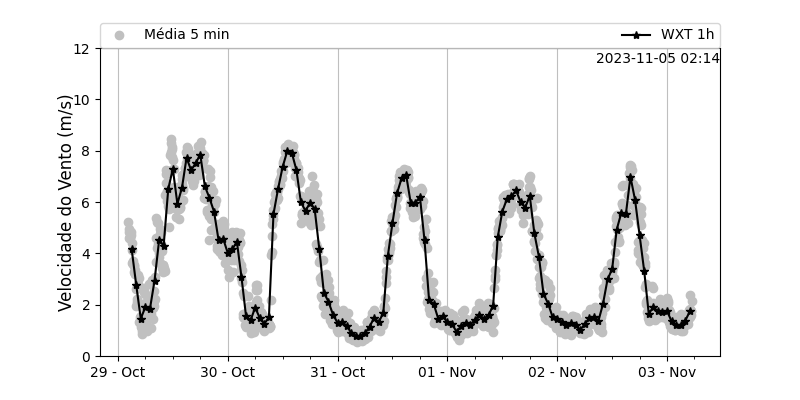 Média 5 min WXT 1h
2023-11-05 02:14
Velocidade do Vento (m/s)
12
10
8
6
4
2
0
29 - Oct 30 - Oct 31 - Oct 01 - Nov 02 - Nov 03 - Nov